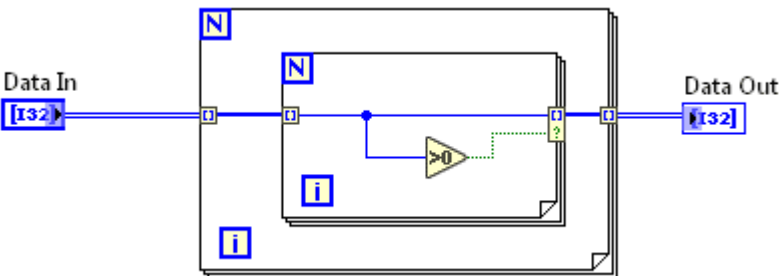 N
N
Data In
Data Out
[I32]
[]
[]
[]
[]
[I32]
?
>0
i
i